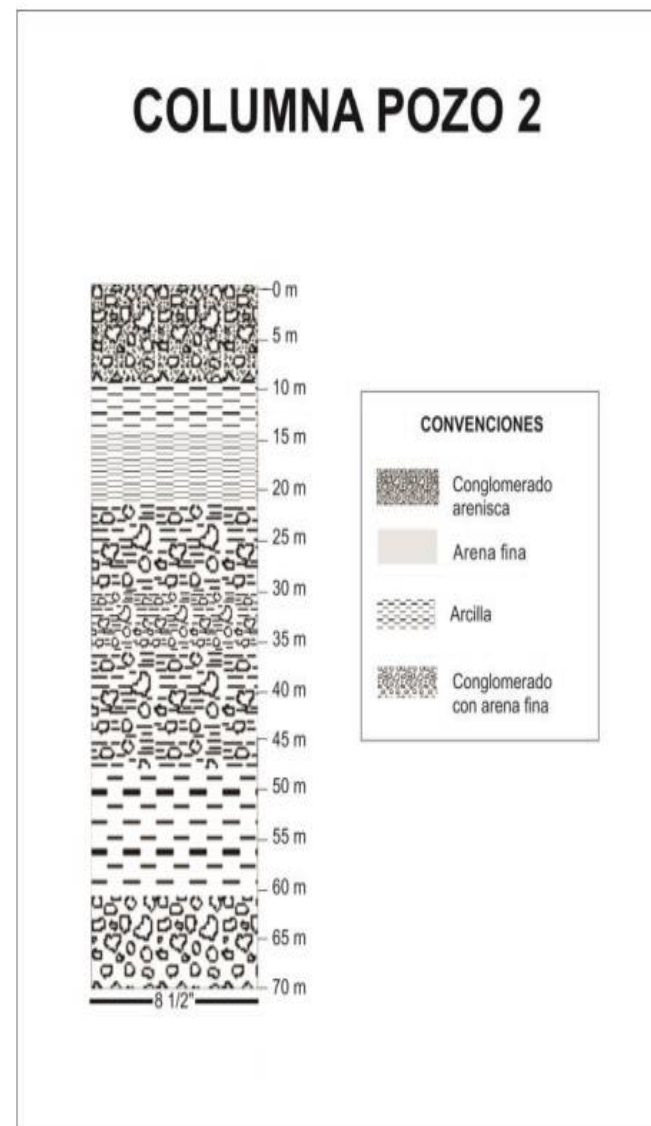 COLUMNA POZO 2
0 m
5 m
10 m
15 m
20 m
25 m
30 m
35 m
40 m
45 m
50 m
55 m
60 m
65 m
70 m
8 1/2"
CONVENCIONES
Conglomerado
arenisca
Arena fina
Arcilla
Conglomerado
con arena fina